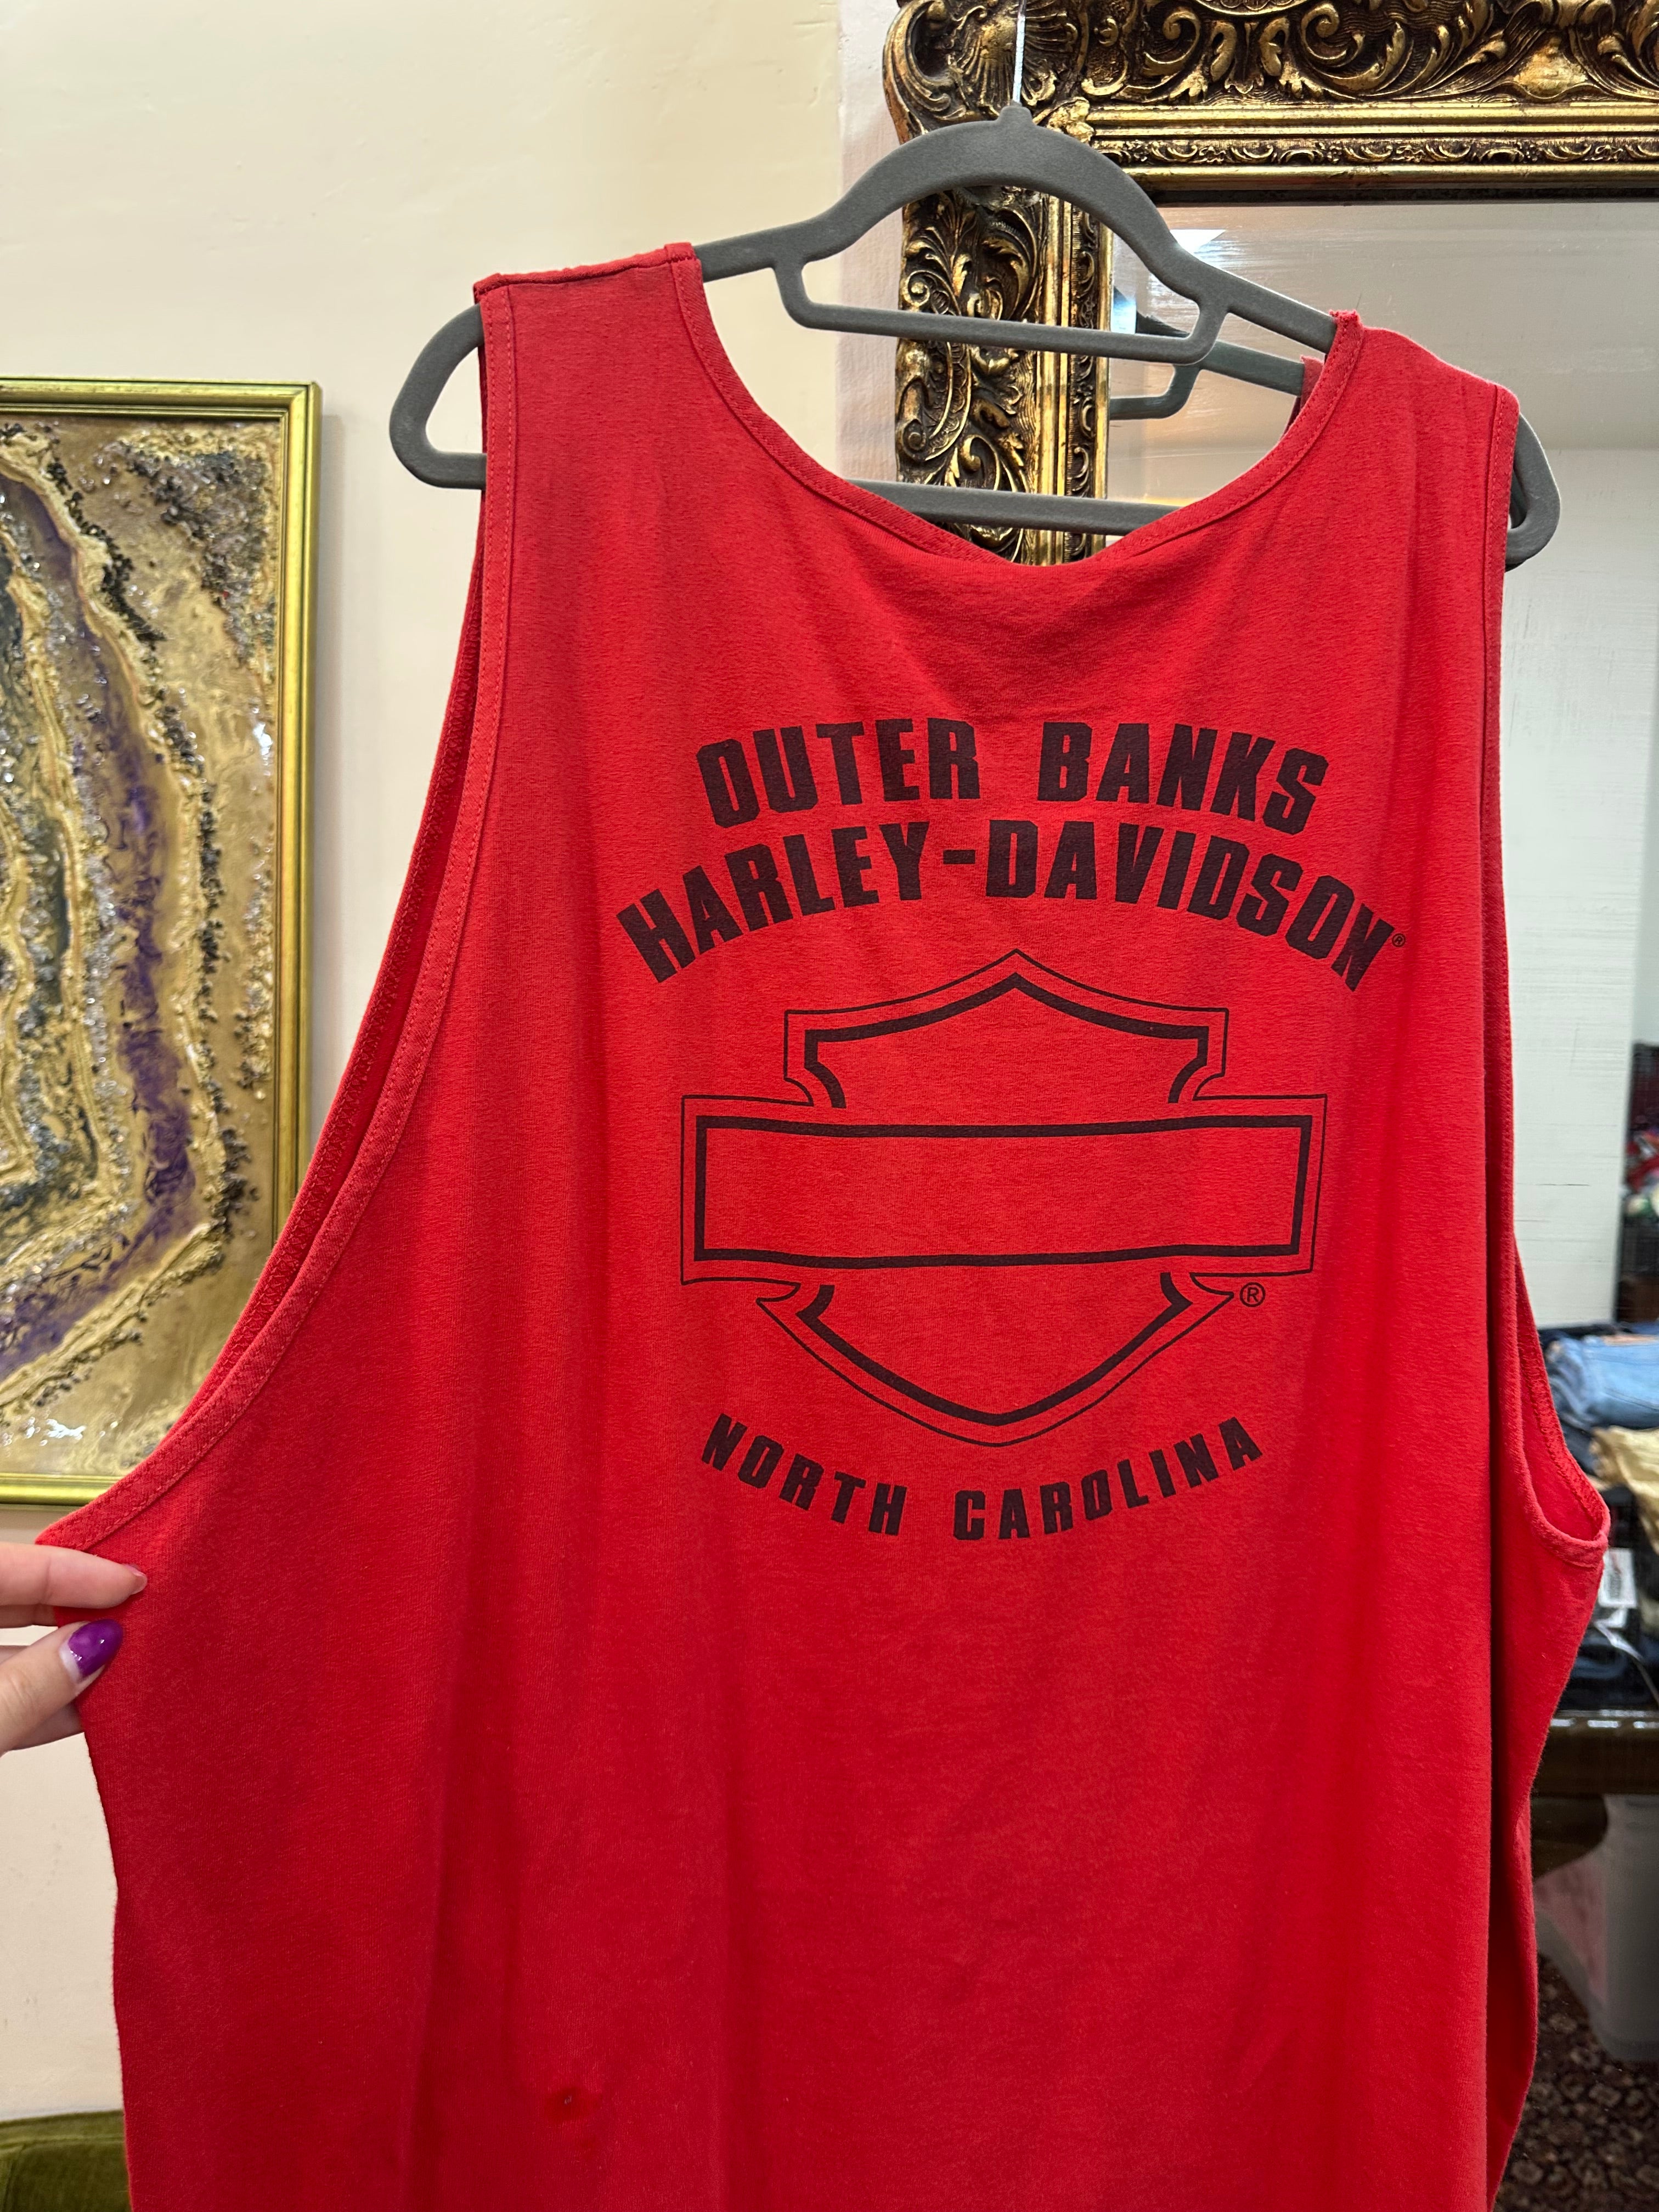 OUTER BANKS
HARLEY-DAVIDSON®
®
NORTH CAROLINA